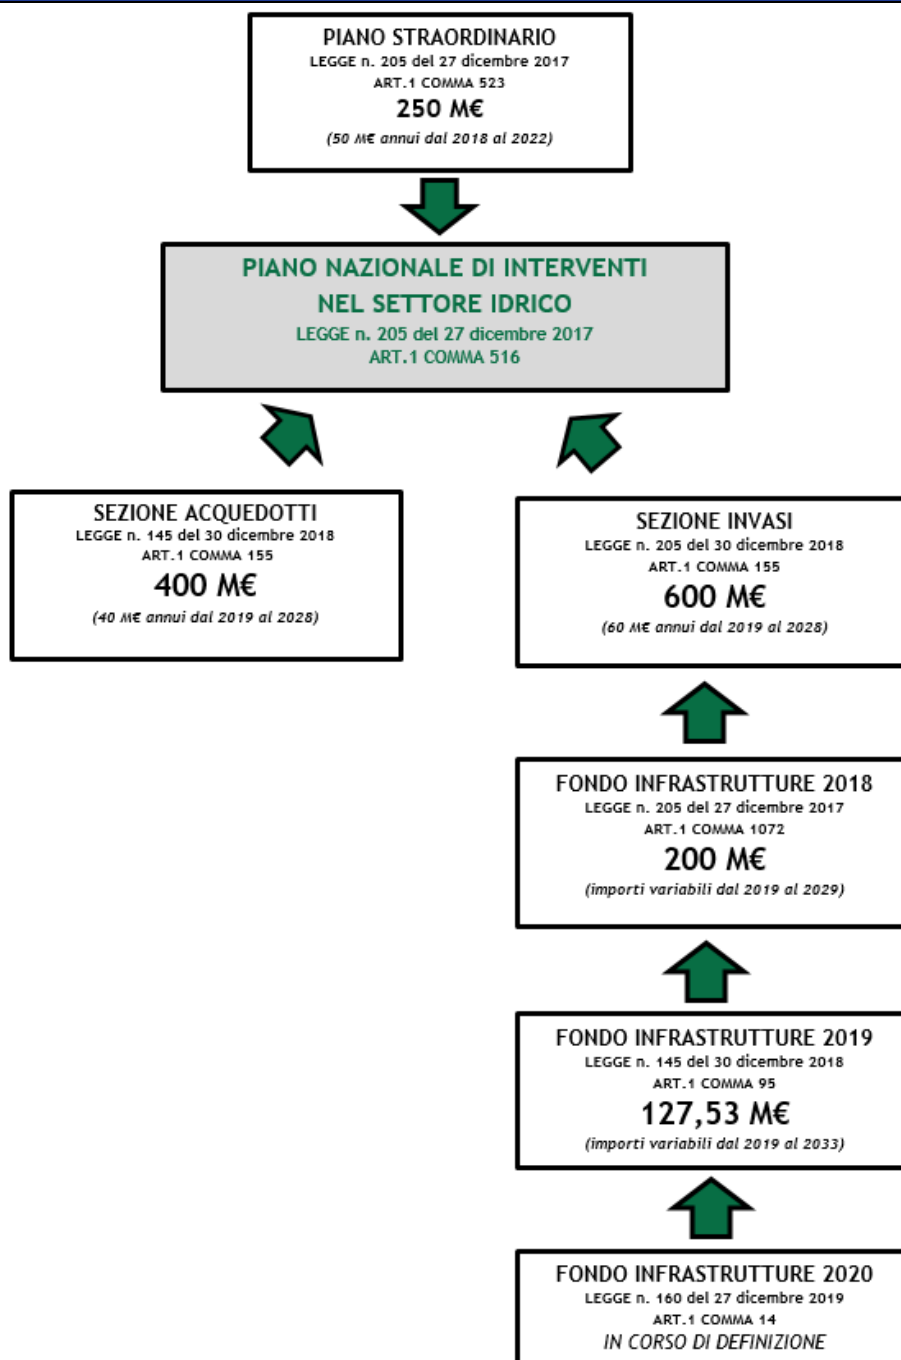 PIANO STRAORDINARIO
LEGGE n. 205 del 27 dicembre 2017
ART.1 COMMA 523
250 M€
(50 M€ annui dal 2018 al 2022)
PIANO NAZIONALE DI INTERVENTI
NEL SETTORE IDRICO
LEGGE n. 205 del 27 dicembre 2017
ART.1 COMMA 516
SEZIONE ACQUEDOTTI
LEGGE n. 145 del 30 dicembre 2018
ART.1 COMMA 155
400 M€
(40 M€ annui dal 2019 al 2028)
SEZIONE INVASI
LEGGE n. 205 del 30 dicembre 2018
ART.1 COMMA 155
600 M€
(60 M€ annui dal 2019 al 2028)
FONDO INFRASTRUTTURE 2018
LEGGE n. 205 del 27 dicembre 2017
ART.1 COMMA 1072
200 M€
(importi variabili dal 2019 al 2029)
FONDO INFRASTRUTTURE 2019
LEGGE n. 145 del 30 dicembre 2018
ART.1 COMMA 95
127,53 M€
(importi variabili dal 2019 al 2033)
FONDO INFRASTRUTTURE 2020
LEGGE n. 160 del 27 dicembre 2019
ART.1 COMMA 14
IN CORSO DI DEFINIZIONE